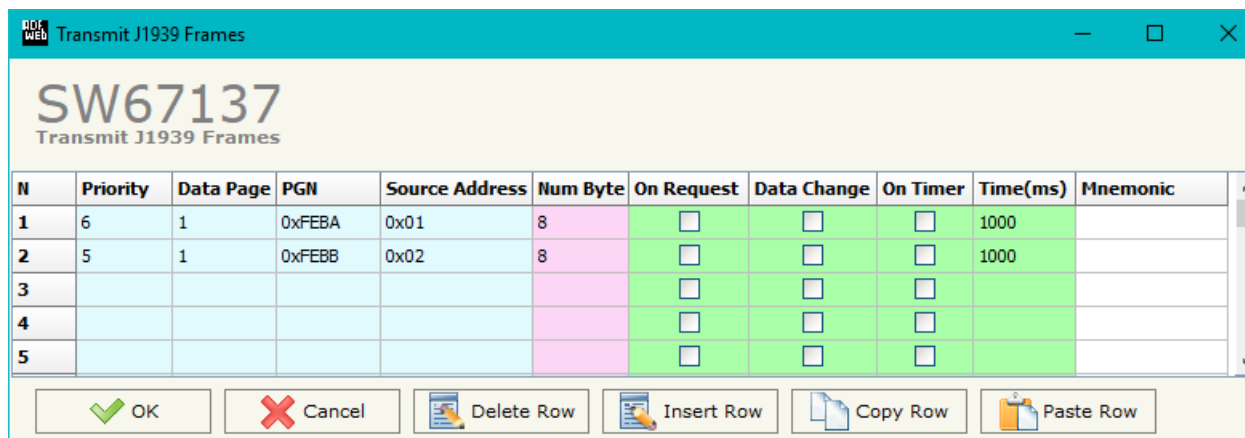 ADF WEB Transmit J1939 Frames
SW67137
Transmit J1939 Frames
N Priority Data Page PGN Source Address Num Byte On Request Data Change On Timer Time(ms) Mnemonic
1 6 1 0xFEBA 0x01 8 1000
2 5 1 0xFEBB 0x02 8 1000
3
4
5
OK Cancel Delete Row Insert Row Copy Row Paste Row